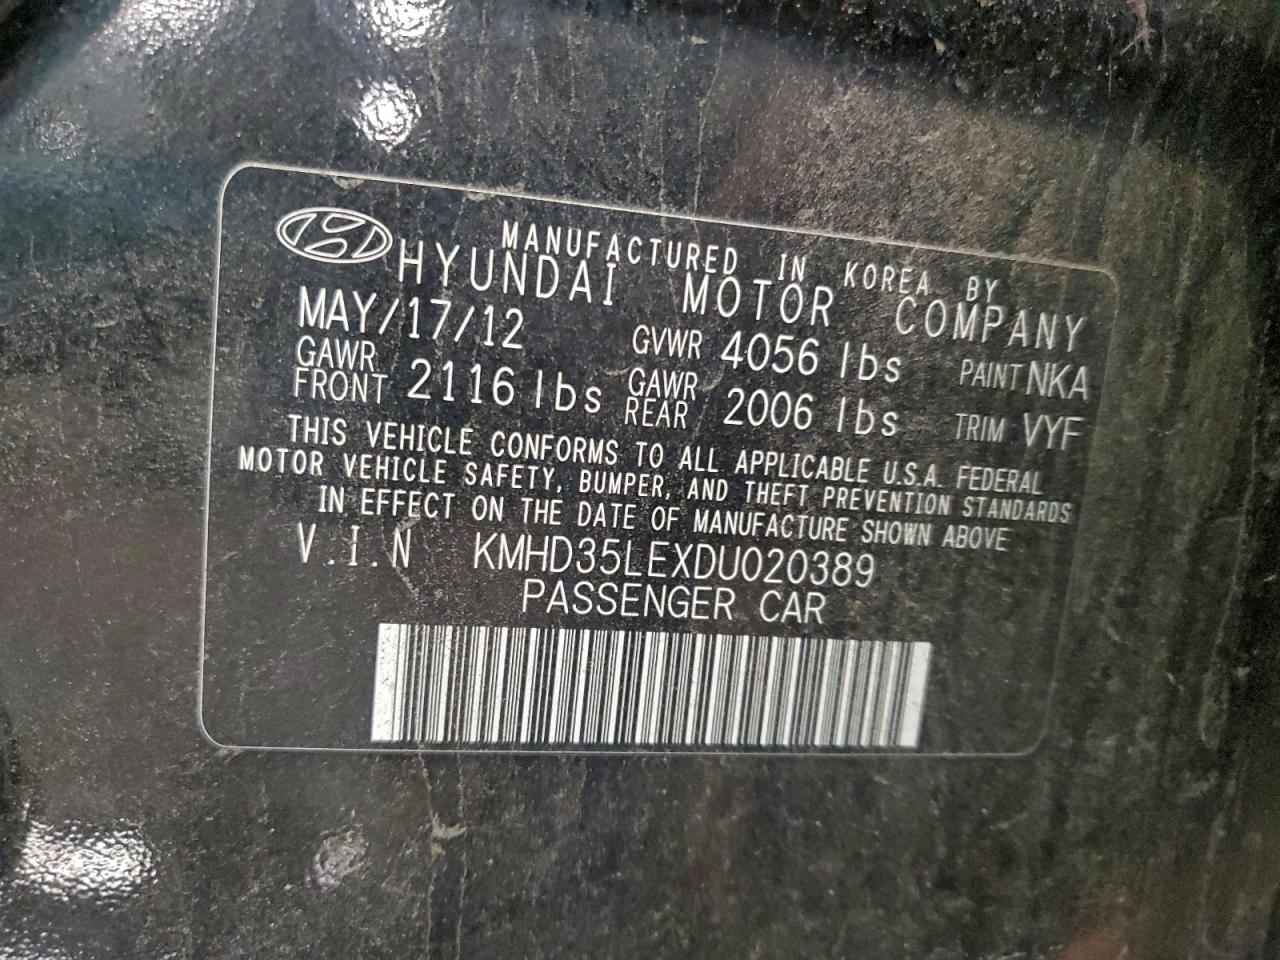 MANUFACTURED IN KOREA BY
HYUNDAI MOTOR COMPANY
MAY/17/12 GVWR 4056 lbs PAINT NKA
GAWR FRONT 2116 lbs GAWR REAR 2006 lbs TRIM VYF
THIS VEHICLE CONFORMS TO ALL APPLICABLE U.S.A. FEDERAL
MOTOR VEHICLE SAFETY, BUMPER, AND THEFT PREVENTION STANDARDS
IN EFFECT ON THE DATE OF MANUFACTURE SHOWN ABOVE
V.I.N KMHD35LEXDU020389
PASSENGER CAR